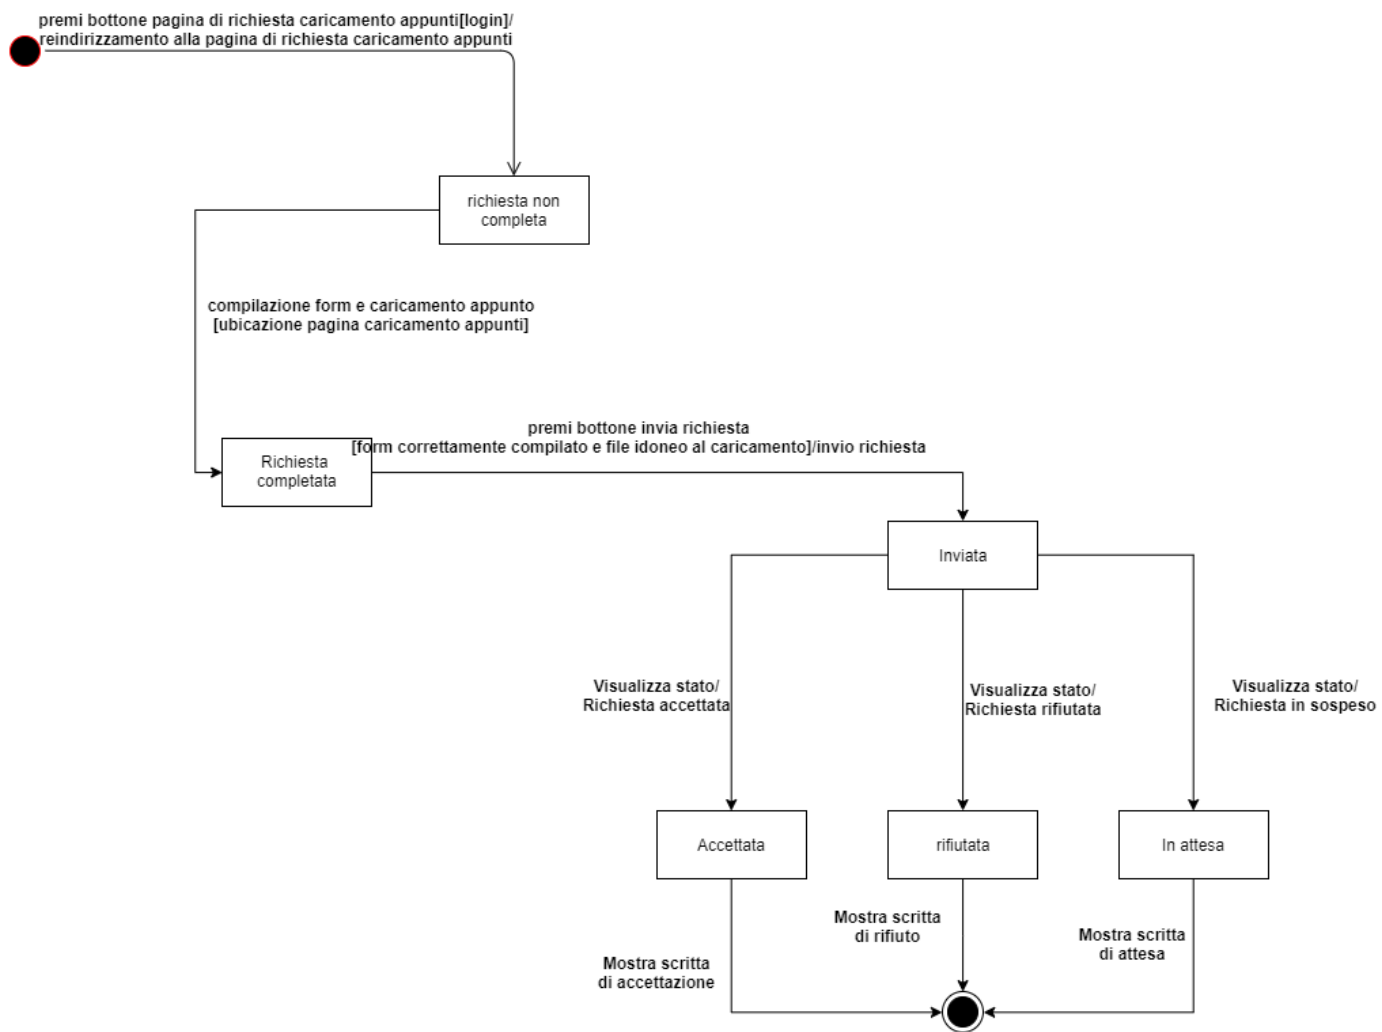 premi bottone pagina di richiesta caricamento appunti[login]/
reindirizzamento alla pagina di richiesta caricamento appunti
richiesta non
completa
compilazione form e caricamento appunto
[ubicazione pagina caricamento appunti]
premi bottone invia richiesta
[form correttamente compilato e file idoneo al caricamento]/invio richiesta
Richiesta
completata
Inviata
Visualizza stato/
Richiesta accettata
Visualizza stato/
Richiesta rifiutata
Visualizza stato/
Richiesta in sospeso
Accettata
rifiutata
In attesa
Mostra scritta
di rifiuto
Mostra scritta
di attesa
Mostra scritta
di accettazione